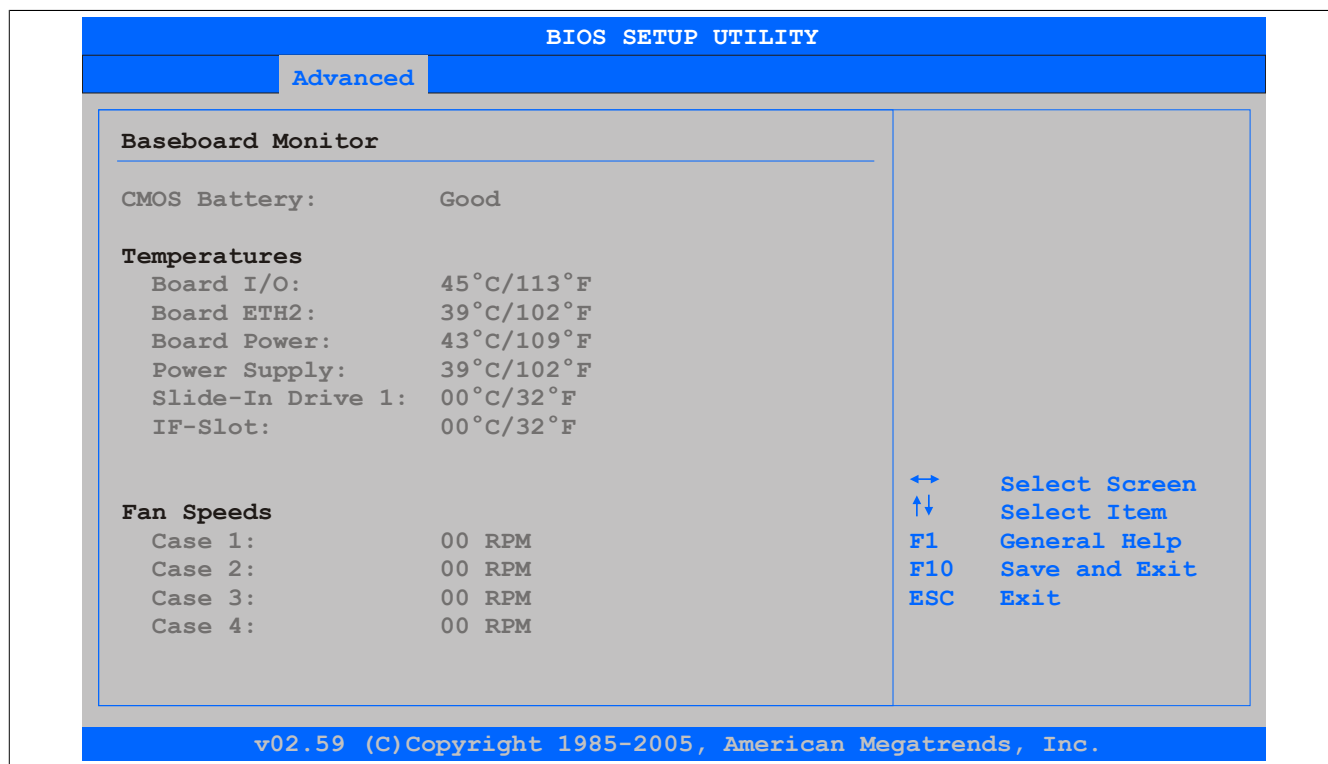 BIOS SETUP UTILITY
Advanced
Baseboard Monitor
CMOS Battery: Good
Temperatures
Board I/O: 45°C/113°F
Board ETH2: 39°C/102°F
Board Power: 43°C/109°F
Power Supply: 39°C/102°F
Slide-In Drive 1: 00°C/32°F
IF-Slot: 00°C/32°F
Fan Speeds
Case 1: 00 RPM
Case 2: 00 RPM
Case 3: 00 RPM
Case 4: 00 RPM
↔ Select Screen
↑↓ Select Item
F1 General Help
F10 Save and Exit
ESC Exit
v02.59 (C)Copyright 1985-2005, American Megatrends, Inc.